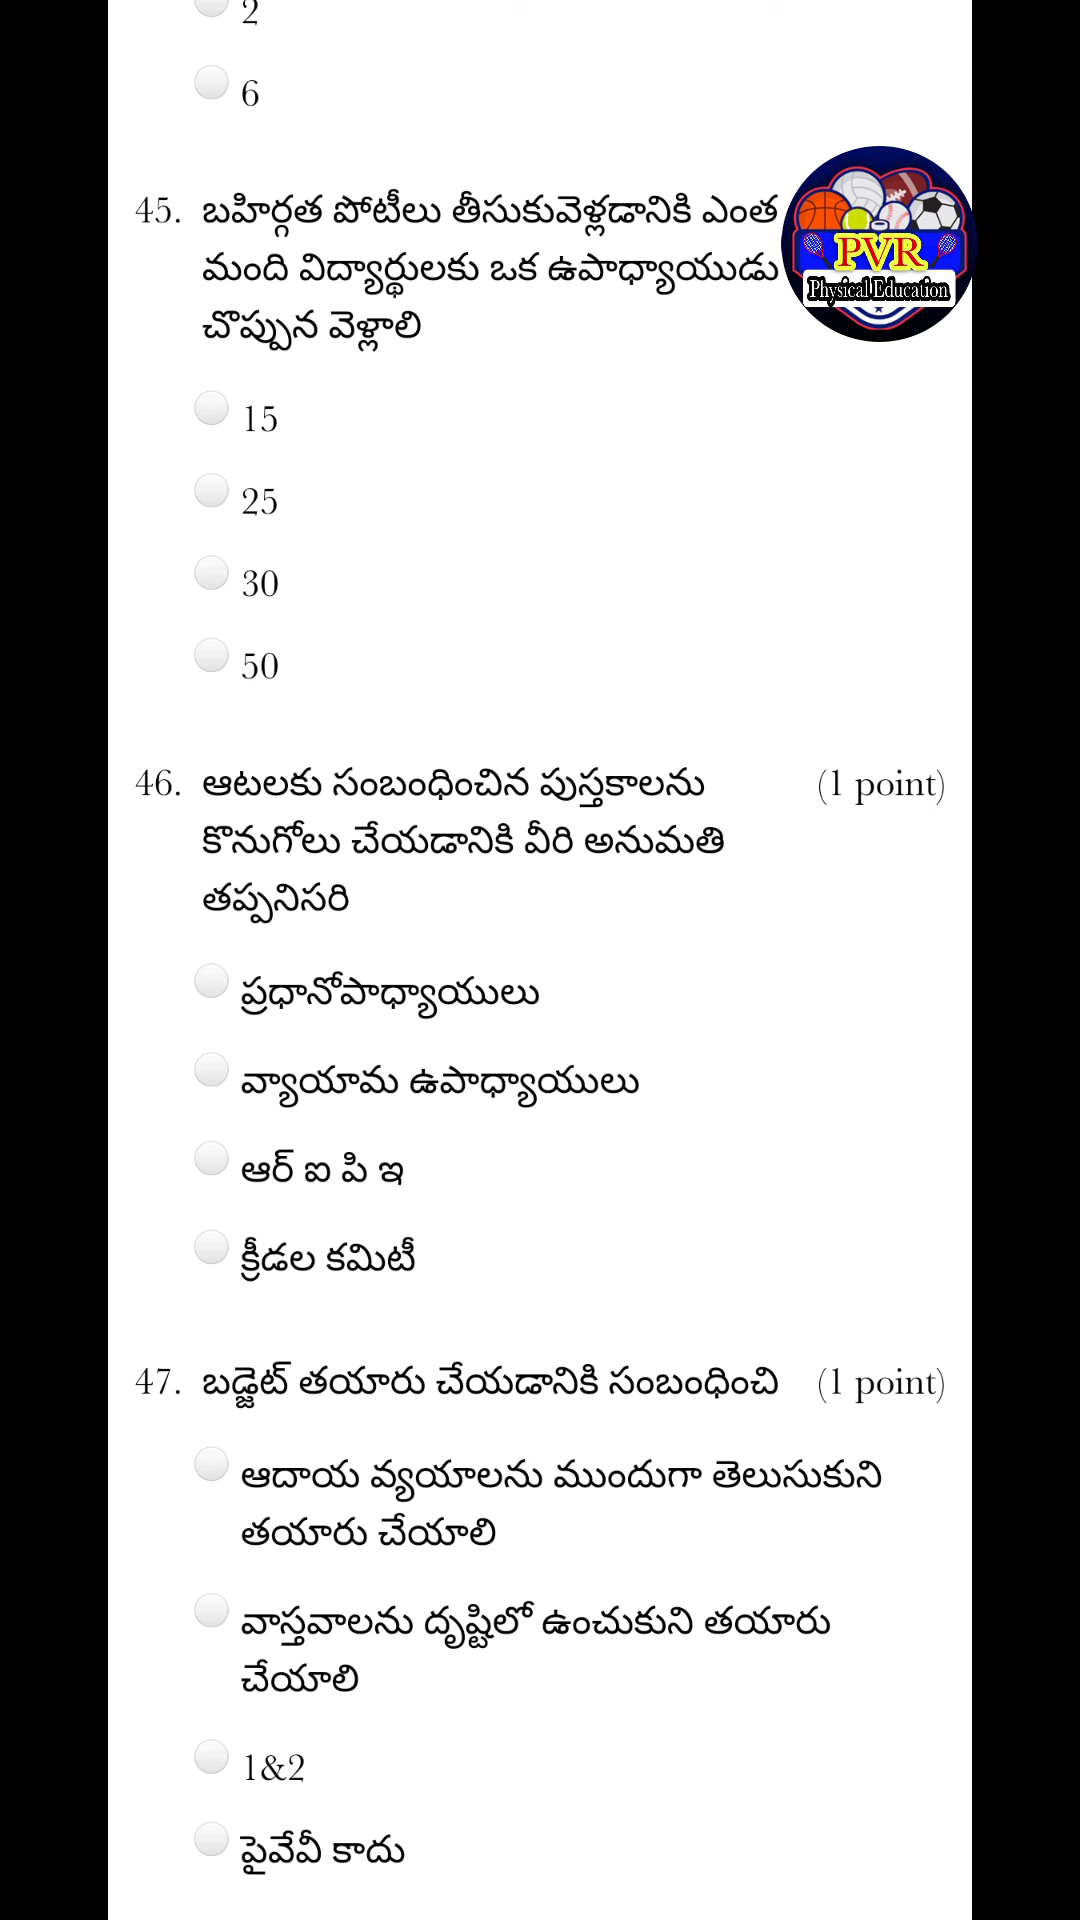 2
6
45. బహిర్గత పోటీలు తీసుకువెళ్లడానికి ఎంత
మంది విద్యార్థులకు ఒక ఉపాధ్యాయుడు
చొప్పున వెళ్లాలి
PVR
Physical Education
15
25
30
50
46. ఆటలకు సంబంధించిన పుస్తకాలను (1 point)
కొనుగోలు చేయడానికి వీరి అనుమతి
తప్పనిసరి
ప్రధానోపాధ్యాయులు
వ్యాయామ ఉపాధ్యాయులు
ఆర్ ఐ పి ఇ
క్రీడల కమిటీ
47. బడ్జెట్ తయారు చేయడానికి సంబంధించి (1 point)
ఆదాయ వ్యయాలను ముందుగా తెలుసుకుని
తయారు చేయాలి
వాస్తవాలను దృష్టిలో ఉంచుకుని తయారు
చేయాలి
1&2
పైవేవీ కాదు